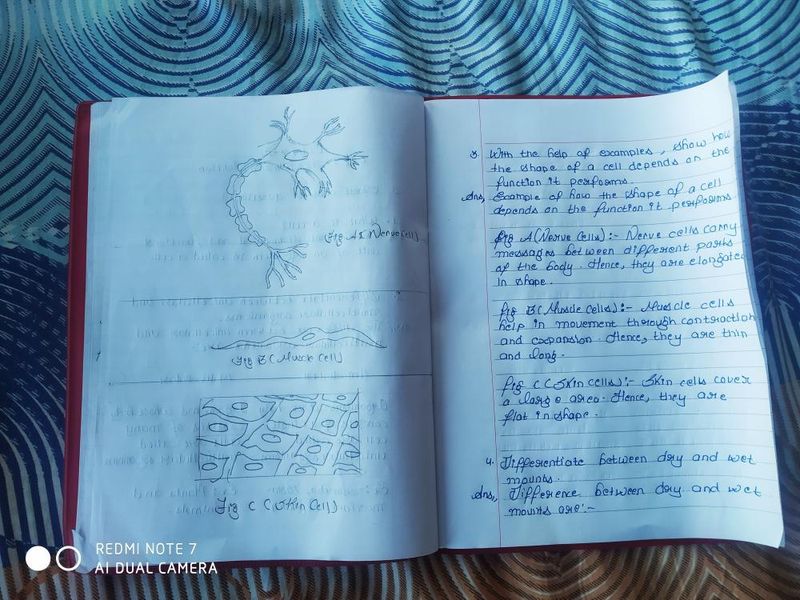 Fig A (Nerve Cell)
Fig B (Muscle Cell)
Fig C (Skin Cell)
3. With the help of examples, show how
the shape of a cell depends on the
function it performs.
Ans, Example of how the shape of a cell
depends on the function it performs
Fig A (Nerve Cells) :- Nerve cells carry
messages between different parts
of the body. Hence, they are elongated
in shape.
Fig B (Muscle Cells) :- Muscle cells
help in movement through contraction
and expansion. Hence, they are thin
and long.
Fig C (Skin cells) :- Skin cells cover
a large area. Hence, they are
flat in shape.
4. Differentiate between dry and wet
mounts.
Ans, Difference between dry and wet
mounts are :-
REDMI NOTE 7
AI DUAL CAMERA